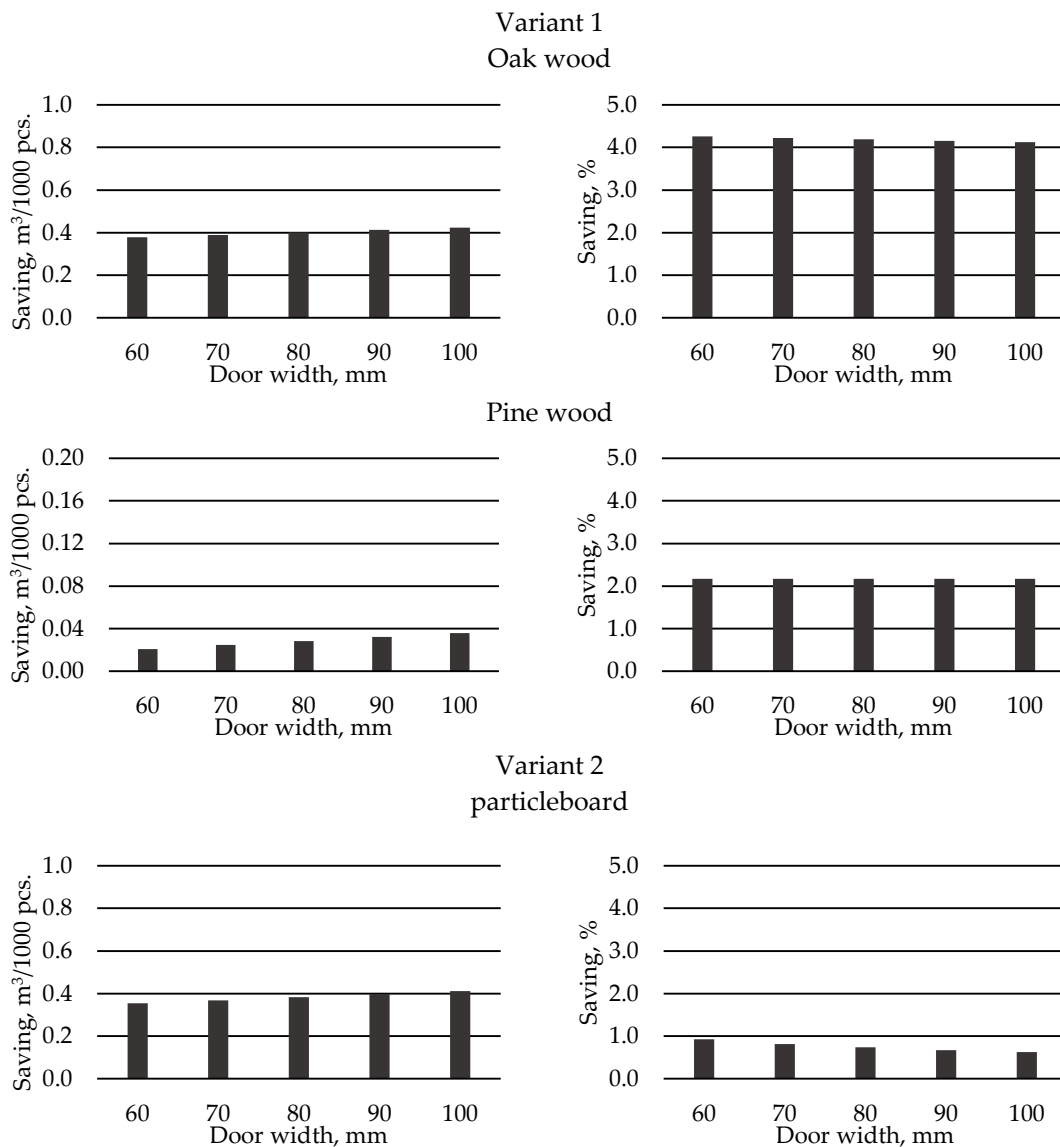 Variant 1
Oak wood
Saving, m³/1000 pcs.
1.0
0.8
0.6
0.4
0.2
0.0
60 70 80 90 100
Door width, mm
Saving, %
5.0
4.0
3.0
2.0
1.0
0.0
60 70 80 90 100
Door width, mm
Pine wood
Saving, m³/1000 pcs.
0.20
0.16
0.12
0.08
0.04
0.00
60 70 80 90 100
Door width, mm
Saving, %
5.0
4.0
3.0
2.0
1.0
0.0
60 70 80 90 100
Door width, mm
Variant 2
particleboard
Saving, m³/1000 pcs.
1.0
0.8
0.6
0.4
0.2
0.0
60 70 80 90 100
Door width, mm
Saving, %
5.0
4.0
3.0
2.0
1.0
0.0
60 70 80 90 100
Door width, mm